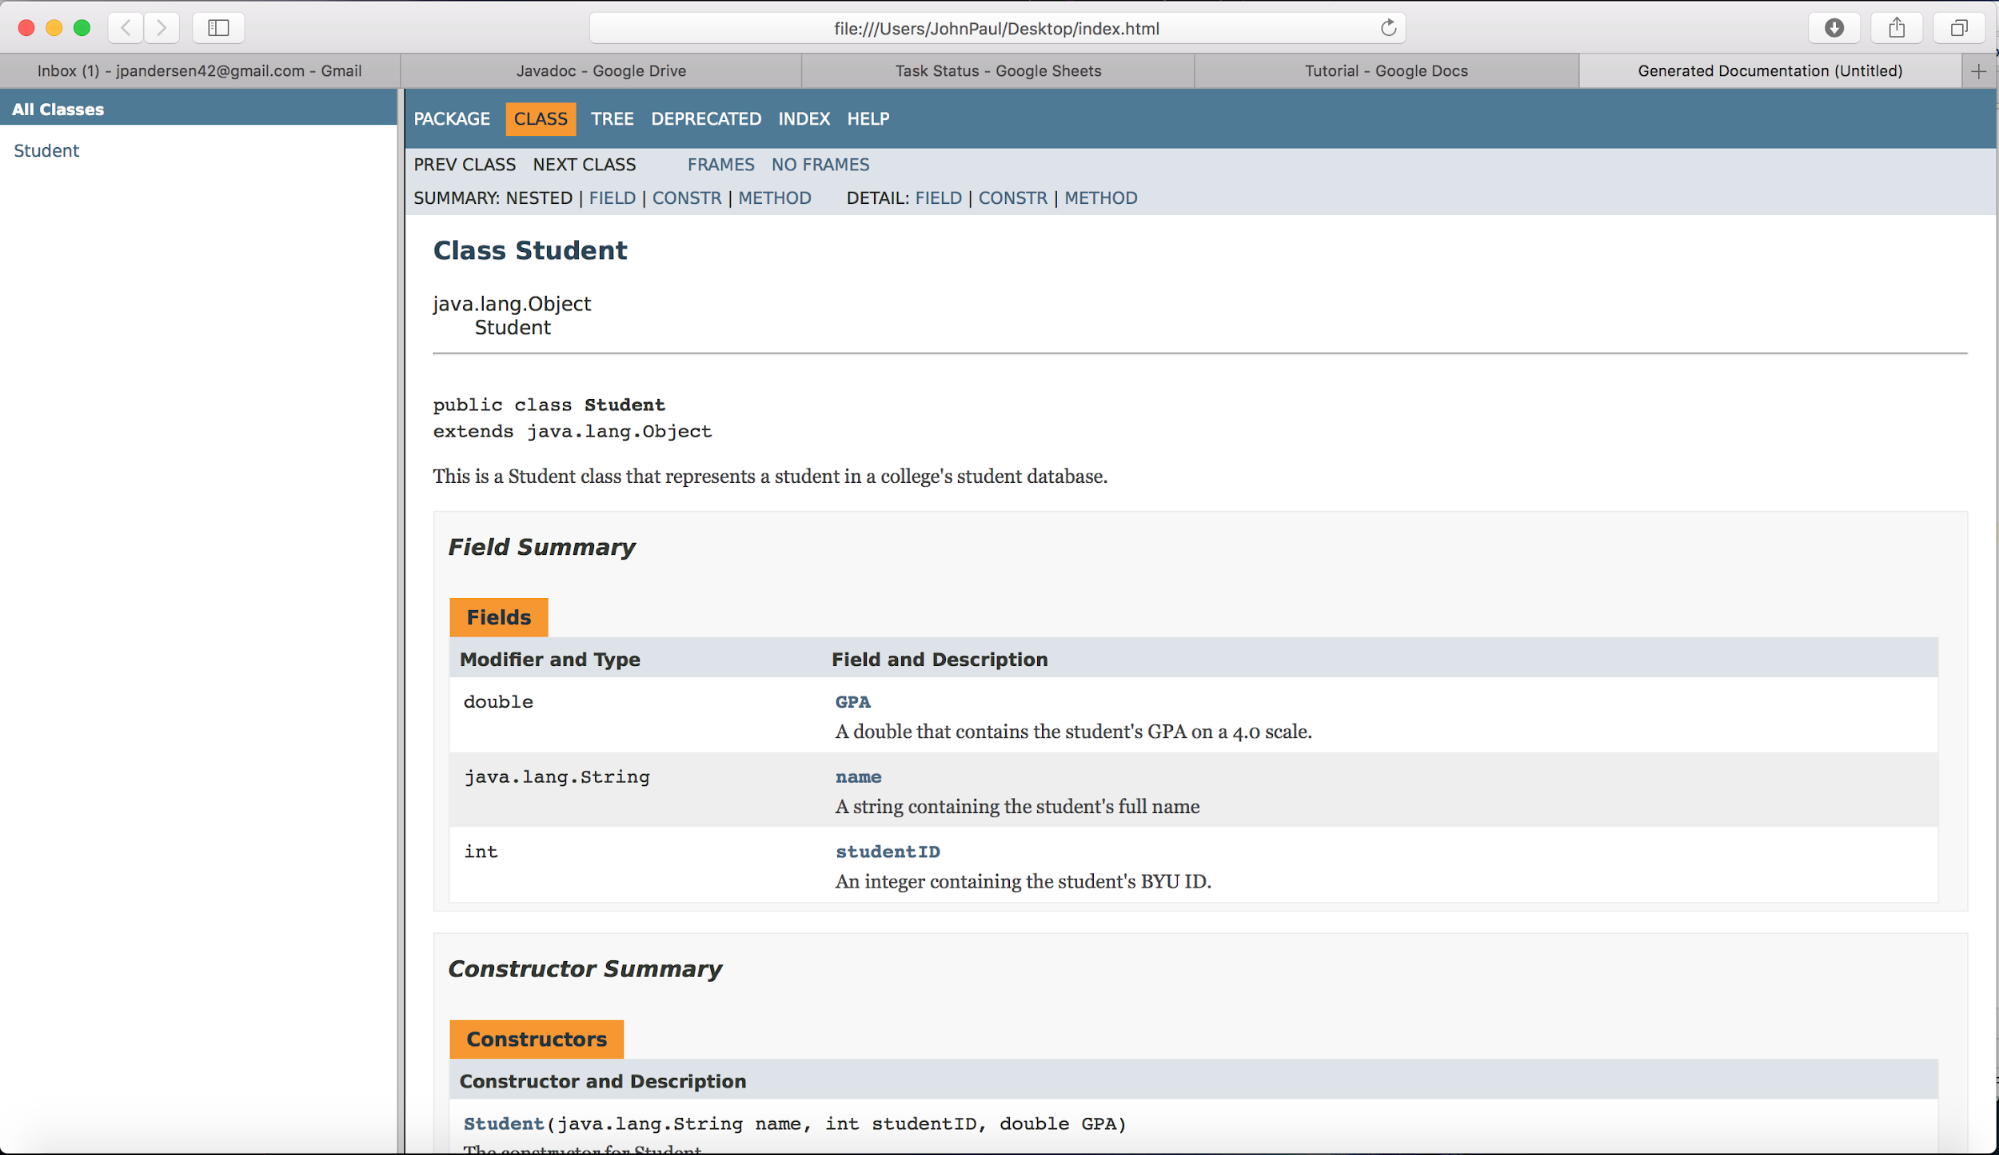 file:///Users/JohnPaul/Desktop/index.html
Inbox (1) - jpandersen42@gmail.com - Gmail
Javadoc - Google Drive
Task Status - Google Sheets
Tutorial - Google Docs
Generated Documentation (Untitled)
All Classes
Student
PACKAGE CLASS TREE DEPRECATED INDEX HELP
PREV CLASS NEXT CLASS FRAMES NO FRAMES
SUMMARY: NESTED | FIELD | CONSTR | METHOD DETAIL: FIELD | CONSTR | METHOD
Class Student
java.lang.Object
Student
public class Student
extends java.lang.Object
This is a Student class that represents a student in a college's student database.
Field Summary
Fields
Modifier and Type Field and Description
double GPA
A double that contains the student's GPA on a 4.0 scale.
java.lang.String name
A string containing the student's full name
int studentID
An integer containing the student's BYU ID.
Constructor Summary
Constructors
Constructor and Description
Student(java.lang.String name, int studentID, double GPA)
The constructor for Student